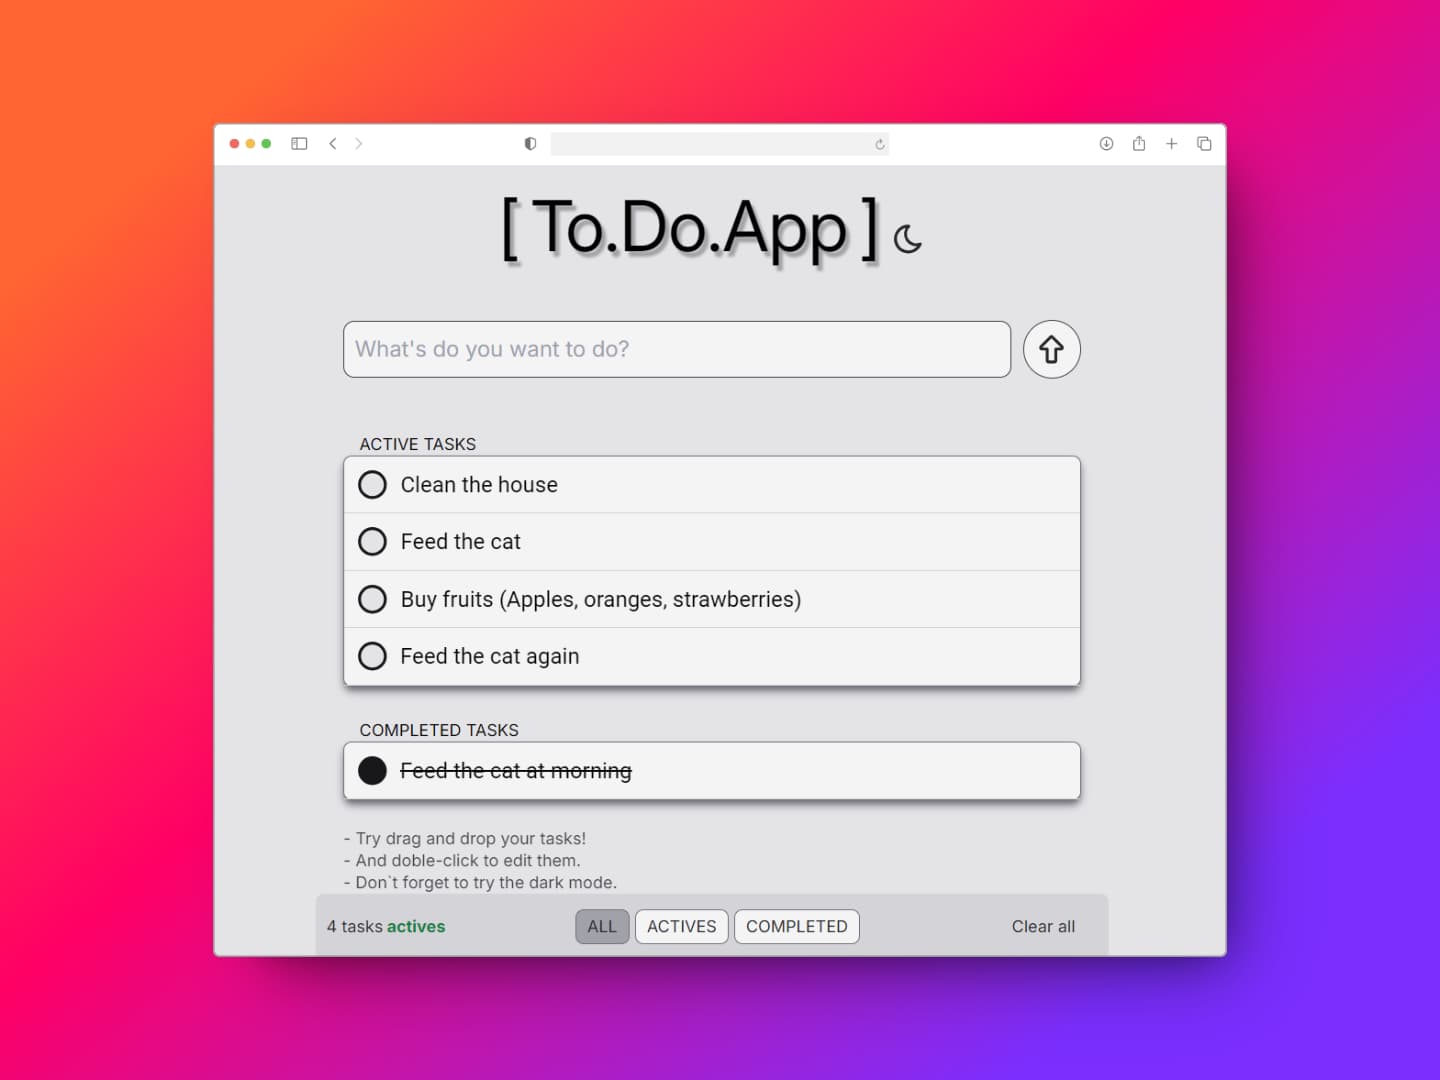 [ To.Do.App ]
What's do you want to do?
ACTIVE TASKS
Clean the house
Feed the cat
Buy fruits (Apples, oranges, strawberries)
Feed the cat again
COMPLETED TASKS
Feed the cat at morning
- Try drag and drop your tasks!
- And doble-click to edit them.
- Don`t forget to try the dark mode.
4 tasks actives ALL ACTIVES COMPLETED Clear all